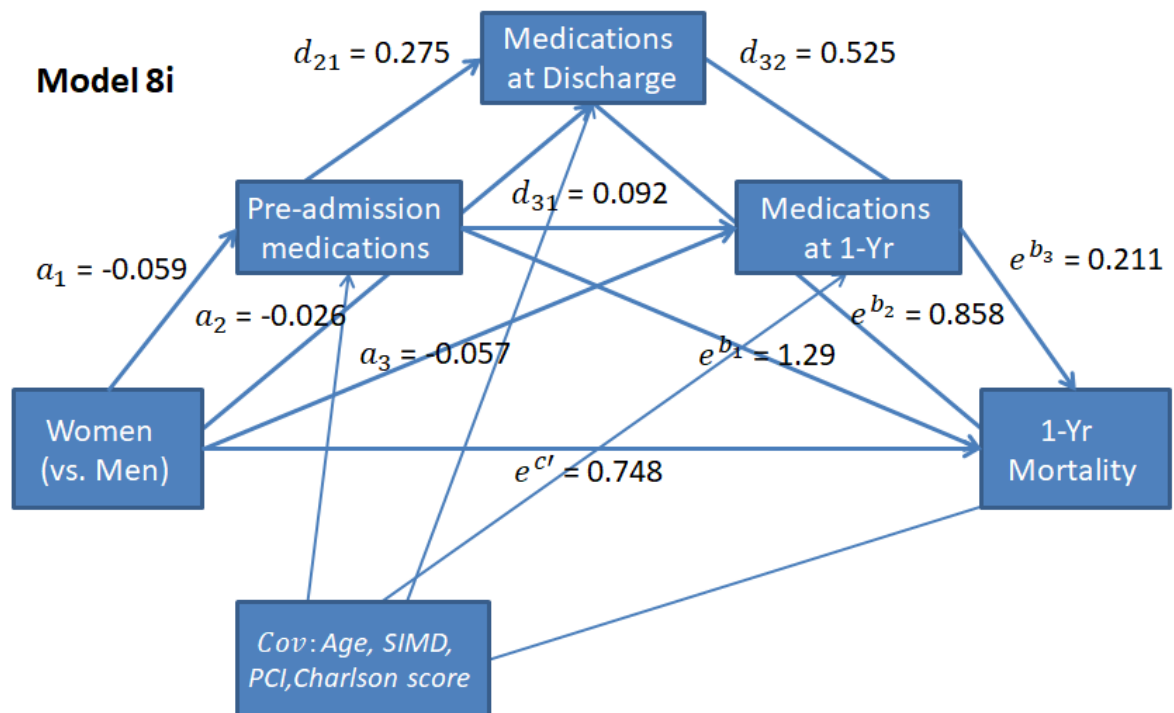 Model 8i
d₂₁ = 0.275
Medications
at Discharge
d₃₂ = 0.525
Pre-admission
medications
d₃₁ = 0.092
Medications
at 1-Yr
a₁ = -0.059
a₂ = -0.026
a₃ = -0.057
e^{b₁} = 1.29
e^{b₂} = 0.858
e^{b₃} = 0.211
Women
(vs. Men)
e^{c′} = 0.748
1-Yr
Mortality
Cov: Age, SIMD,
PCI,Charlson score